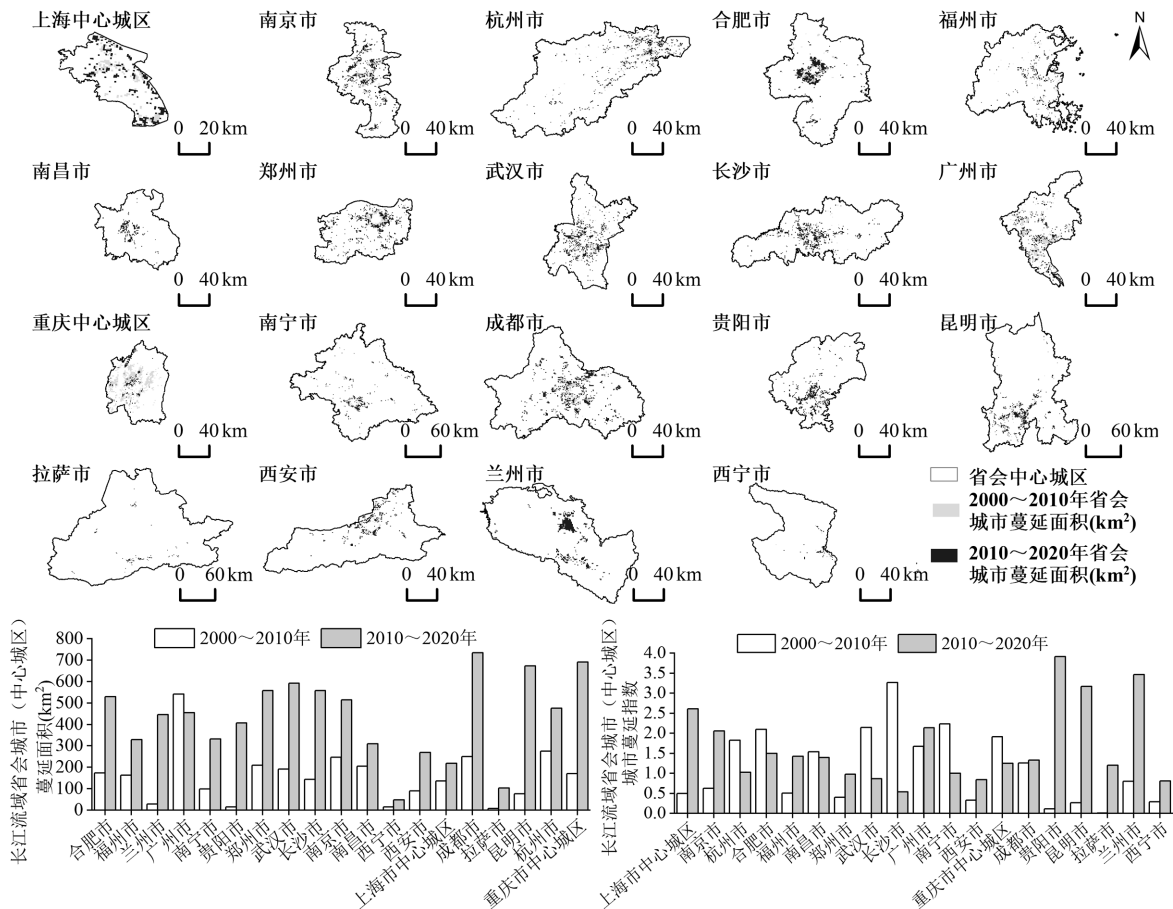 上海中心城区
南京市
杭州市
合肥市
福州市
N
0 20 km
0 40 km
0 40 km
0 40 km
0 40 km
南昌市
郑州市
武汉市
长沙市
广州市
0 40 km
0 40 km
0 40 km
0 40 km
0 40 km
重庆中心城区
南宁市
成都市
贵阳市
昆明市
0 40 km
0 60 km
0 40 km
0 40 km
0 60 km
拉萨市
西安市
兰州市
西宁市
0 60 km
0 40 km
0 40 km
0 40 km
省会中心城区
2000～2010年省会
城市蔓延面积(km²)
2010～2020年省会
城市蔓延面积(km²)
长江流域省会城市（中心城区）
蔓延面积(km²)
800
700
600
500
400
300
200
100
0
2000～2010年
2010～2020年
合肥市
福州市
兰州市
广州市
南宁市
贵阳市
郑州市
武汉市
长沙市
南京市
南昌市
西宁市
西安市
上海市中心城区
成都市
拉萨市
昆明市
杭州市
重庆市中心城区
长江流域省会城市（中心城区）
城市蔓延指数
4.0
3.5
3.0
2.5
2.0
1.5
1.0
0.5
0.0
2000～2010年
2010～2020年
上海市中心城区
南京市
杭州市
合肥市
福州市
南昌市
郑州市
武汉市
长沙市
广州市
南宁市
西安市
重庆市中心城区
成都市
贵阳市
昆明市
拉萨市
兰州市
西宁市